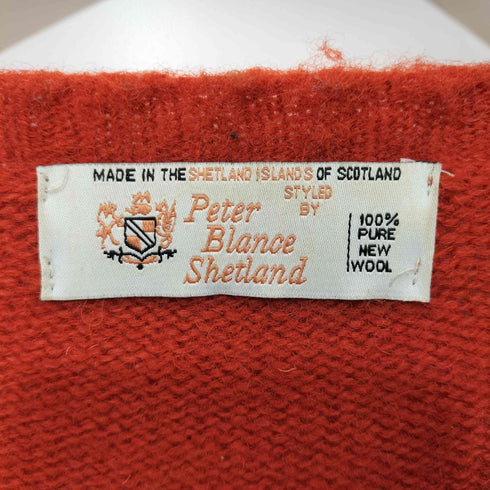 MADE IN THE SHETLAND ISLANDS OF SCOTLAND
STYLED
BY
Peter
Blance
Shetland
100%
PURE
NEW
WOOL